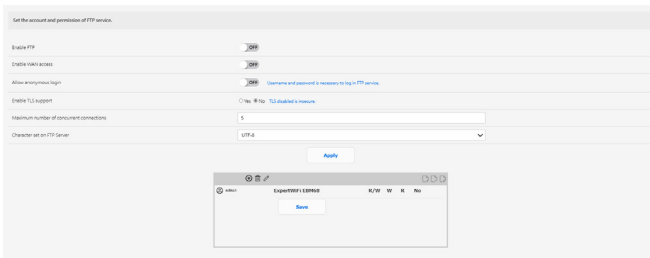 Set the account and permission of FTP service.
Enable FTP
OFF
Enable WAN access
OFF
Allow anonymous login
OFF Username and password is necessary to log in FTP service.
Enable TLS support
Yes No TLS disabled is insecure.
Maximum number of concurrent connections
5
Character set on FTP Server
UTF-8
Apply
ExpertWiFi EBM68 R/W W R No
Save